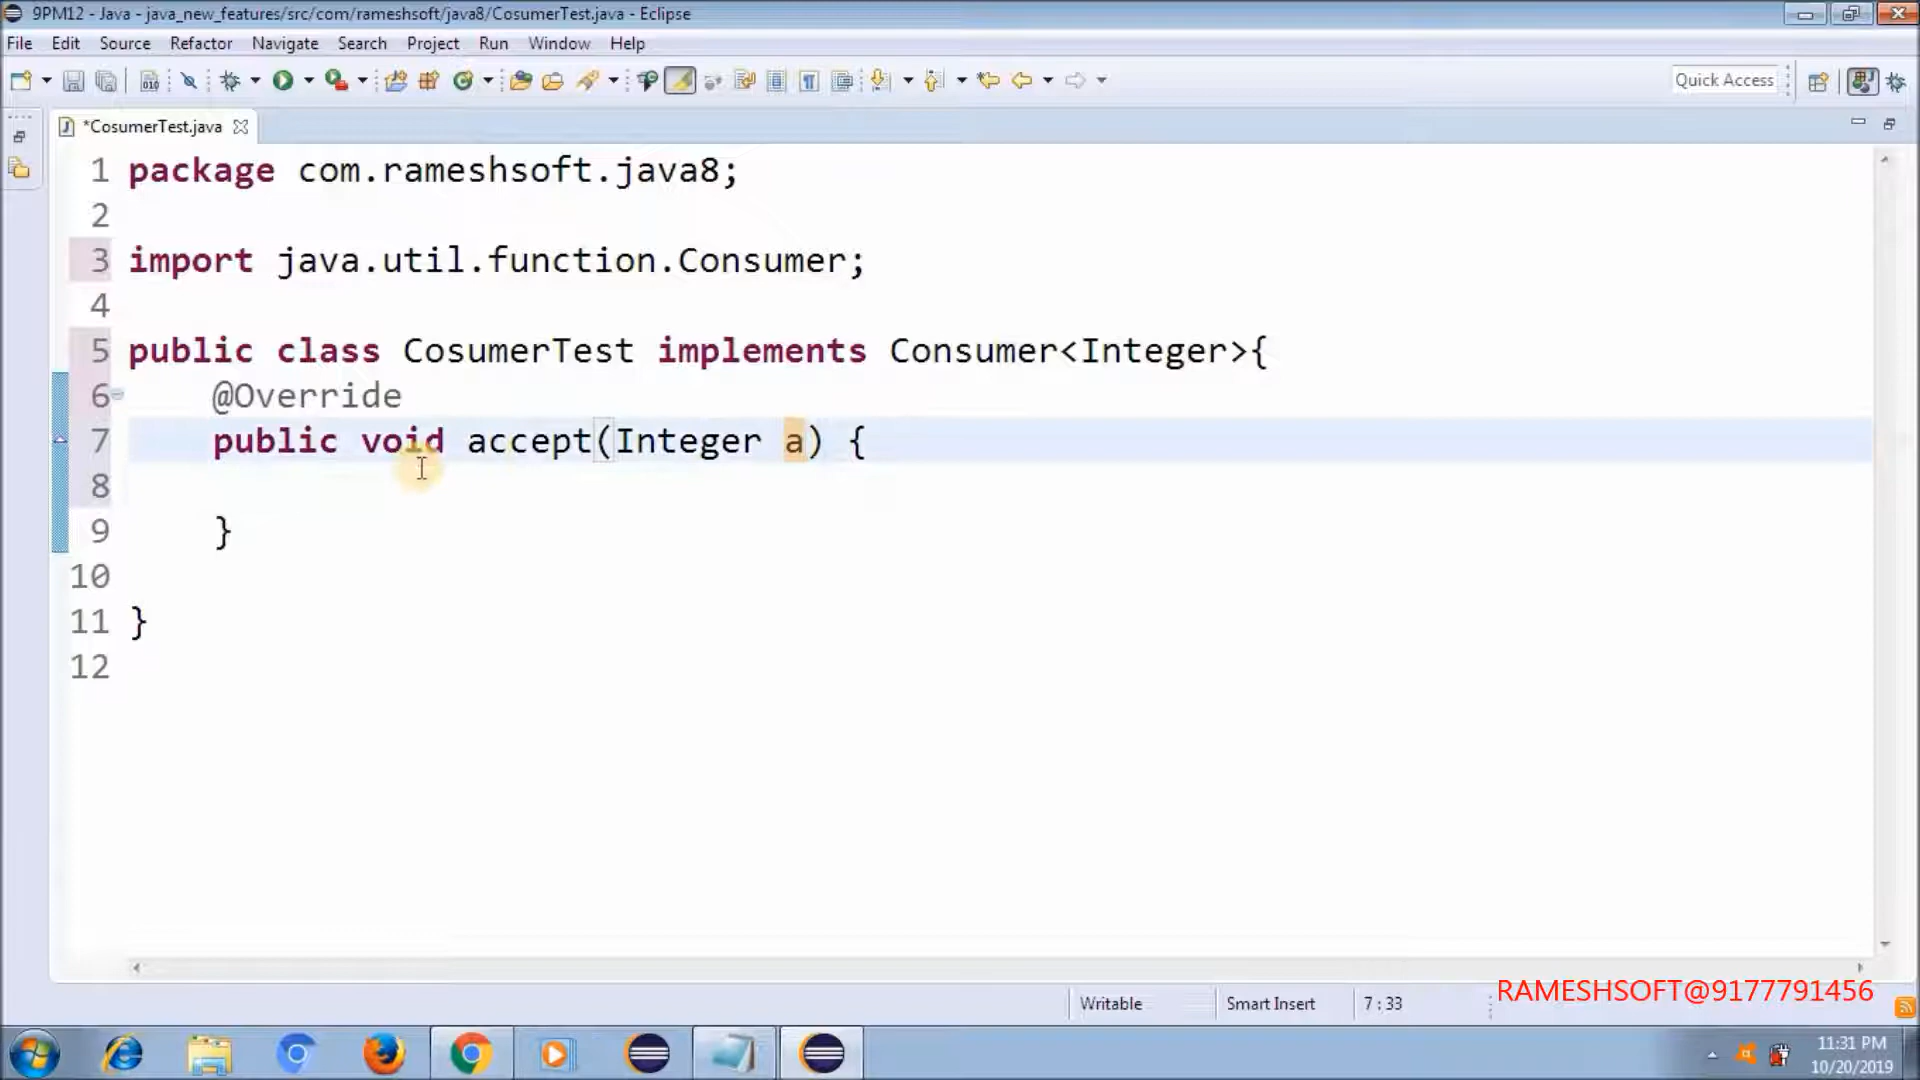 9PM12 - Java - java_new_features/src/com/rameshsoft/java8/CosumerTest.java - Eclipse
File Edit Source Refactor Navigate Search Project Run Window Help
Quick Access
*CosumerTest.java
1 package com.rameshsoft.java8;
2
3 import java.util.function.Consumer;
4
5 public class CosumerTest implements Consumer<Integer>{
6 @Override
7 public void accept(Integer a) {
8
9 }
10
11 }
12
RAMESHSOFT@9177791456
Writable Smart Insert 7 : 33
11:31 PM
10/20/2019